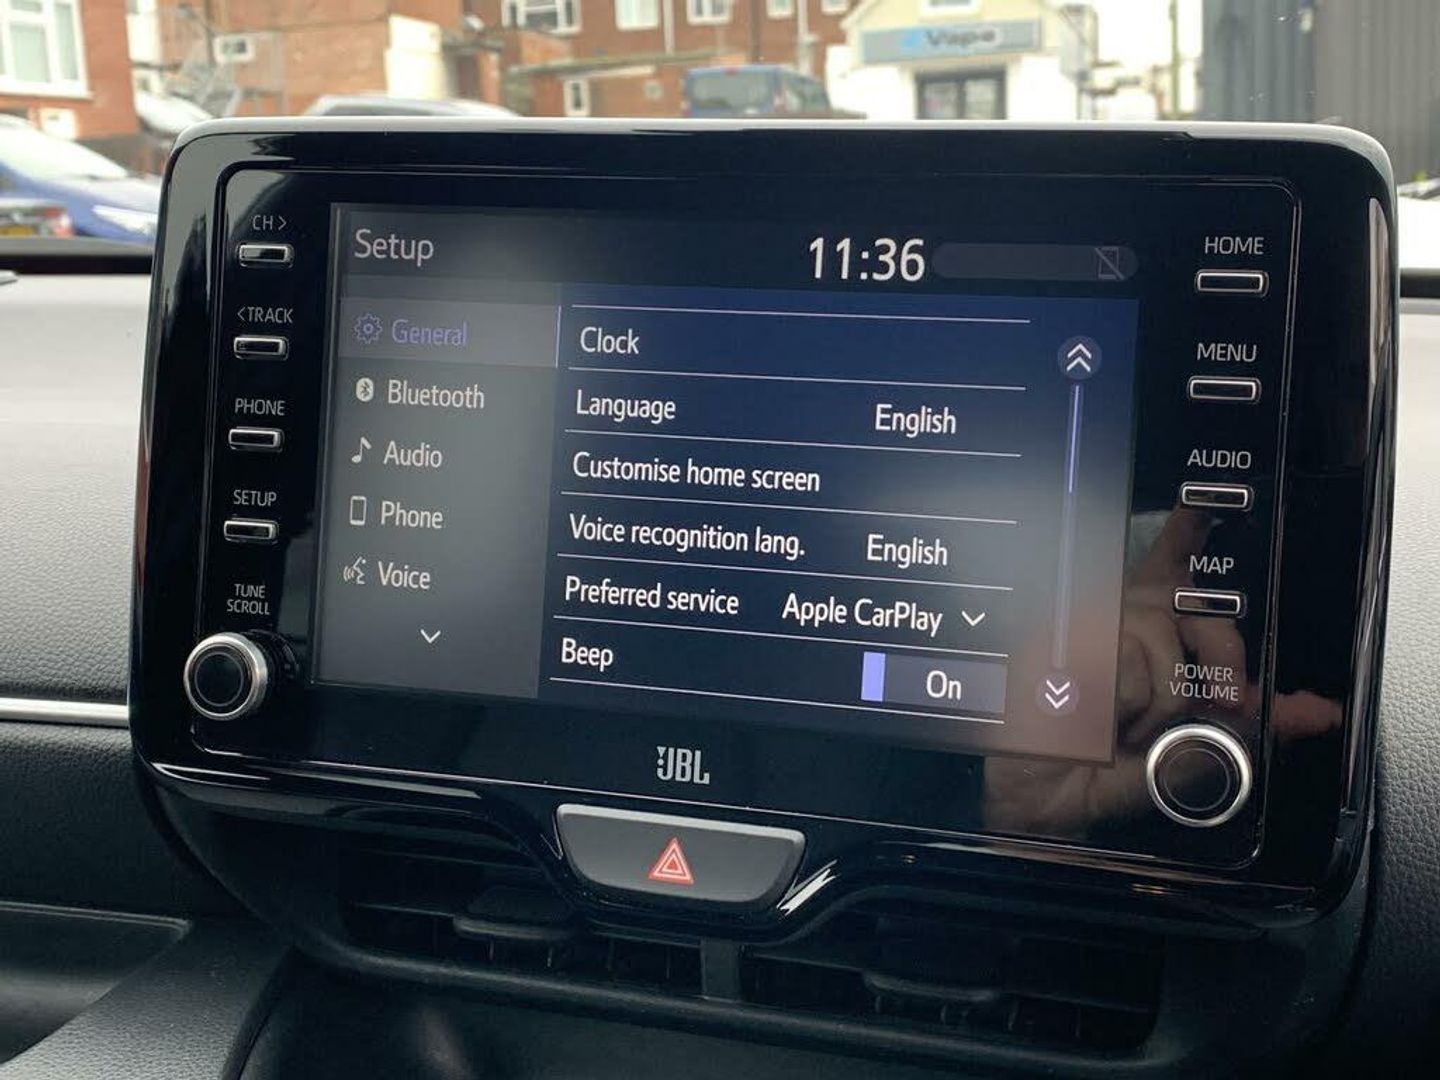 Vape
CH>
<TRACK
PHONE
SETUP
TUNE
SCROLL
Setup
11:36
General
Bluetooth
Audio
Phone
Voice
Clock
Language English
Customise home screen
Voice recognition lang. English
Preferred service Apple CarPlay
Beep On
HOME
MENU
AUDIO
MAP
POWER
VOLUME
JBL